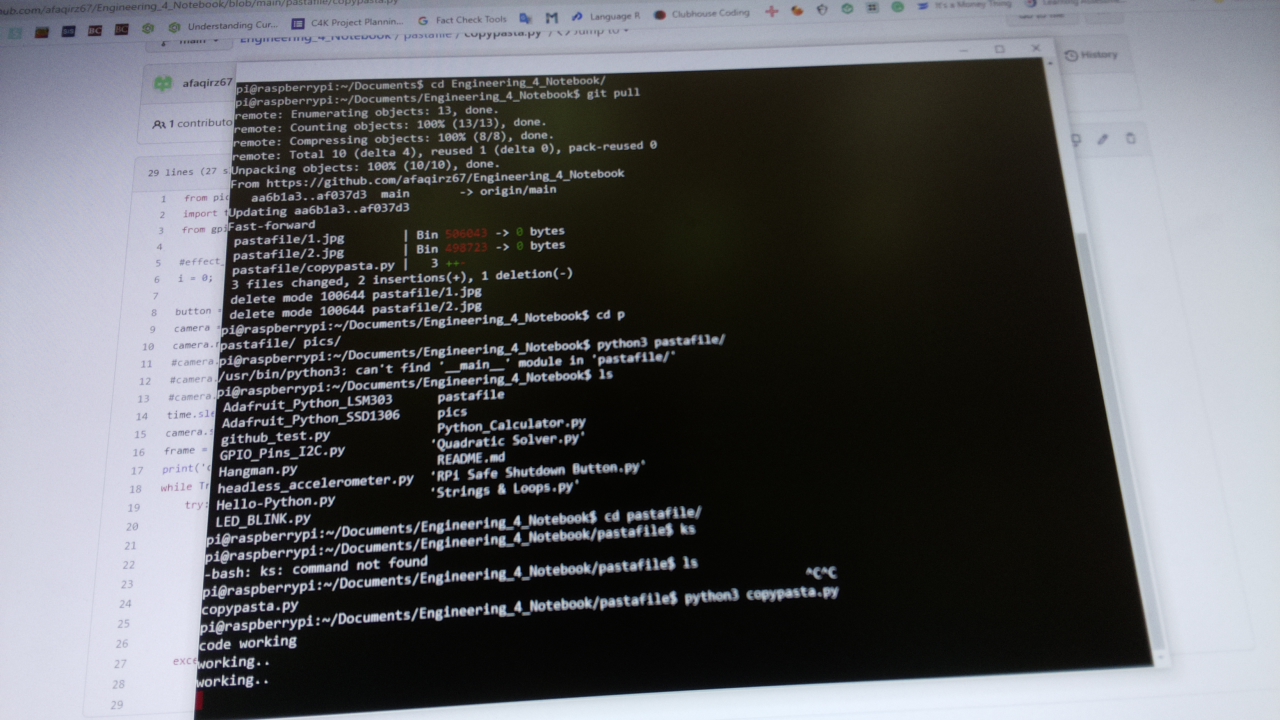 hub.com/afaqirz67/Engineering_4_Notebook/blob/main/pastafile/copypasta.py
Understanding Cur... C4K Project Plannin... Fact Check Tools Language R Clubhouse Coding It's a Money Thing Learning
main Engineering_4_Notebook / pastafile / copypasta.py / Jump to
afaqirz67
History
1 contributo
29 lines (27 s
1 from pic
2 import t
3 from gpi
4
5 #effect_
6 i = 0;
7
8 button =
9 camera =
10 camera.r
11 #camera.
12 #camera.
13 #camera.
14 time.sle
15 camera.s
16 frame =
17 print('c
18 while Tr
19 try:
20
21
22
23
24
25
26
27 exce
28
29
pi@raspberrypi:~/Documents$ cd Engineering_4_Notebook/
pi@raspberrypi:~/Documents/Engineering_4_Notebook$ git pull
remote: Enumerating objects: 13, done.
remote: Counting objects: 100% (13/13), done.
remote: Compressing objects: 100% (8/8), done.
remote: Total 10 (delta 4), reused 1 (delta 0), pack-reused 0
Unpacking objects: 100% (10/10), done.
From https://github.com/afaqirz67/Engineering_4_Notebook
aa6b1a3..af037d3 main -> origin/main
Updating aa6b1a3..af037d3
Fast-forward
pastafile/1.jpg | Bin 506043 -> 0 bytes
pastafile/2.jpg | Bin 498723 -> 0 bytes
pastafile/copypasta.py | 3 ++-
3 files changed, 2 insertions(+), 1 deletion(-)
delete mode 100644 pastafile/1.jpg
delete mode 100644 pastafile/2.jpg
pi@raspberrypi:~/Documents/Engineering_4_Notebook$ cd p
pastafile/ pics/
pi@raspberrypi:~/Documents/Engineering_4_Notebook$ python3 pastafile/
/usr/bin/python3: can't find '__main__' module in 'pastafile/'
pi@raspberrypi:~/Documents/Engineering_4_Notebook$ ls
Adafruit_Python_LSM303 pastafile
Adafruit_Python_SSD1306 pics
github_test.py Python_Calculator.py
GPIO_Pins_I2C.py 'Quadratic Solver.py'
Hangman.py README.md
headless_accelerometer.py 'RPi Safe Shutdown Button.py'
Hello-Python.py 'Strings & Loops.py'
LED_BLINK.py
pi@raspberrypi:~/Documents/Engineering_4_Notebook$ cd pastafile/
pi@raspberrypi:~/Documents/Engineering_4_Notebook/pastafile$ ks
-bash: ks: command not found
pi@raspberrypi:~/Documents/Engineering_4_Notebook/pastafile$ ls
copypasta.py ^C^C
pi@raspberrypi:~/Documents/Engineering_4_Notebook/pastafile$ python3 copypasta.py
code working
working..
working..